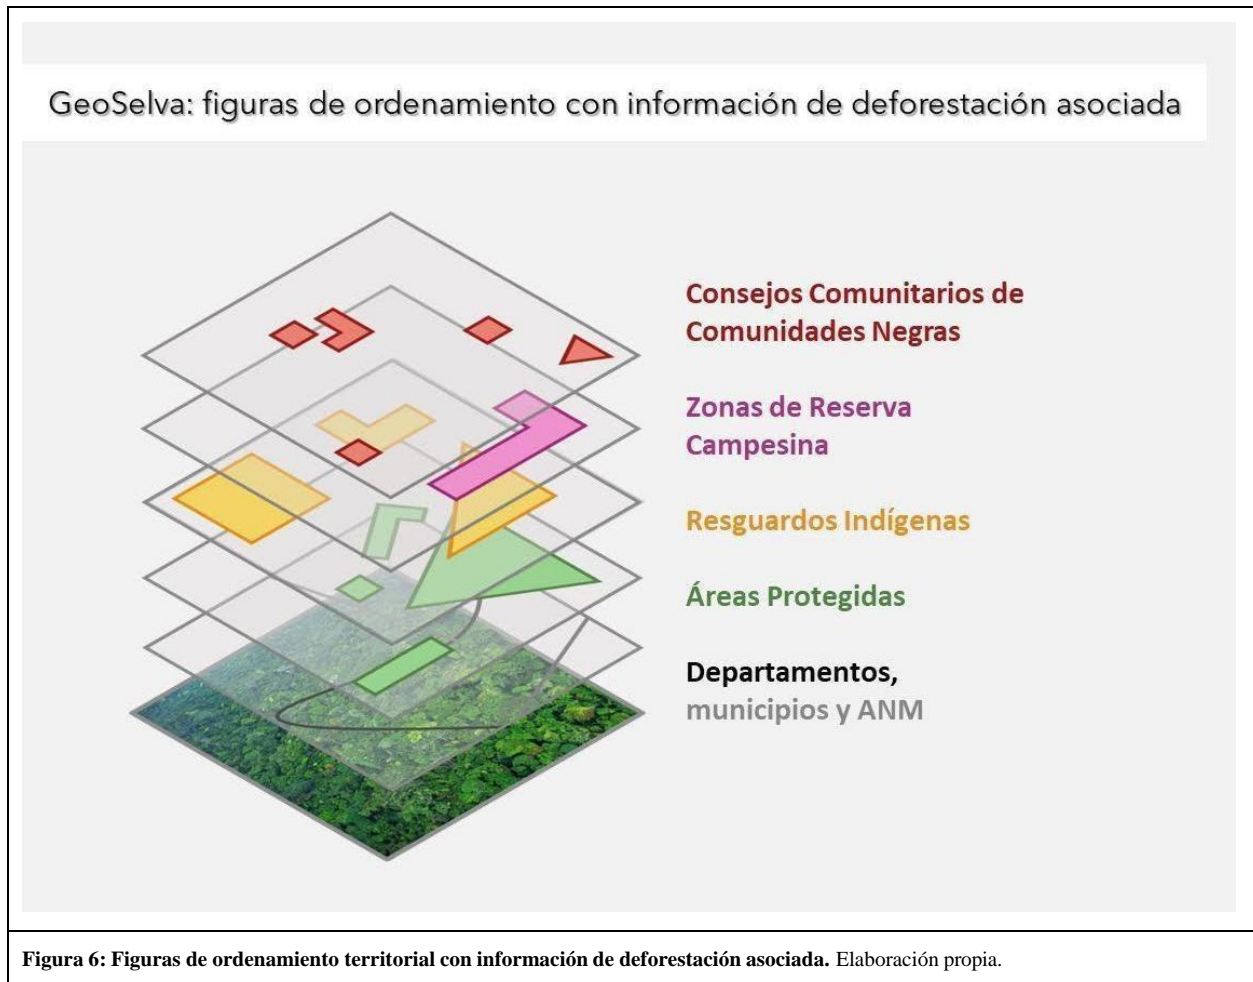 GeoSelva: figuras de ordenamiento con información de deforestación asociada
Consejos Comunitarios de
Comunidades Negras
Zonas de Reserva
Campesina
Resguardos Indígenas
Áreas Protegidas
Departamentos,
municipios y ANM
Figura 6: Figuras de ordenamiento territorial con información de deforestación asociada. Elaboración propia.